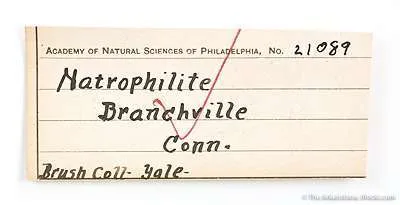 ACADEMY OF NATURAL SCIENCES OF PHILADELPHIA, NO. 21089
Natrophilite
Branchville
Conn.
Brush Coll- Yale-
© The Arkenstone, iRocks.com